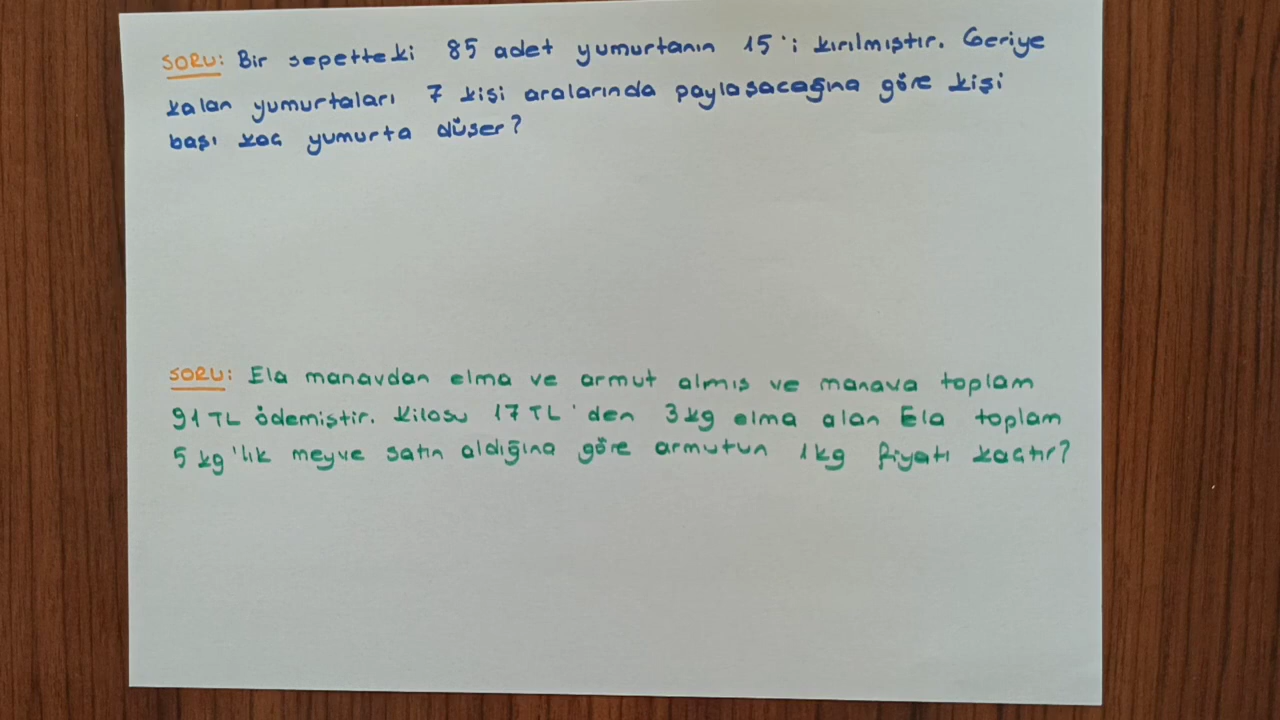 SORU: Bir sepetteki 85 adet yumurtanın 15'i kırılmıştır. Geriye
kalan yumurtaları 7 kişi aralarında paylaşacağına göre kişi
başı kaç yumurta düşer?
SORU: Ela manavdan elma ve armut almış ve manava toplam
91 TL ödemiştir. Kilosu 17 TL'den 3 kg elma alan Ela toplam
5 kg'lık meyve satın aldığına göre armutun 1 kg fiyatı kaçtır?